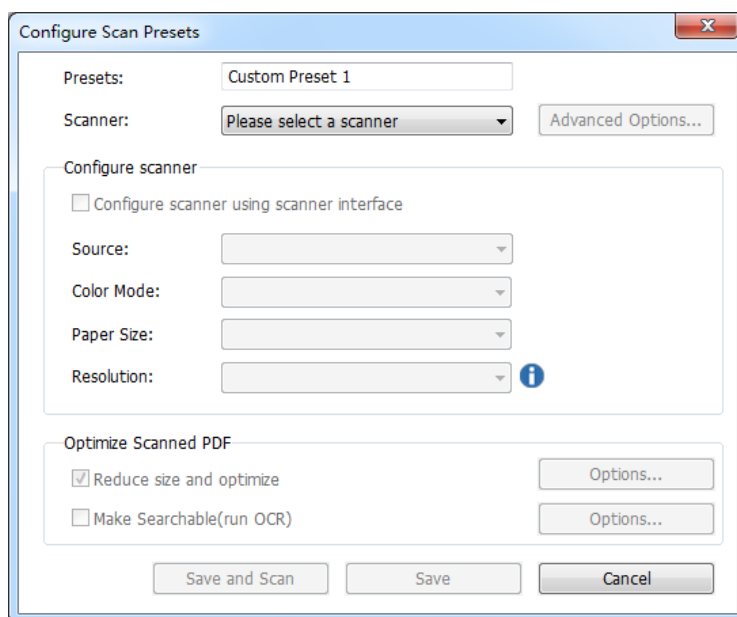 Configure Scan Presets
Presets: Custom Preset 1
Scanner: Please select a scanner Advanced Options...
Configure scanner
Configure scanner using scanner interface
Source:
Color Mode:
Paper Size:
Resolution:
Optimize Scanned PDF
Reduce size and optimize Options...
Make Searchable(run OCR) Options...
Save and Scan Save Cancel